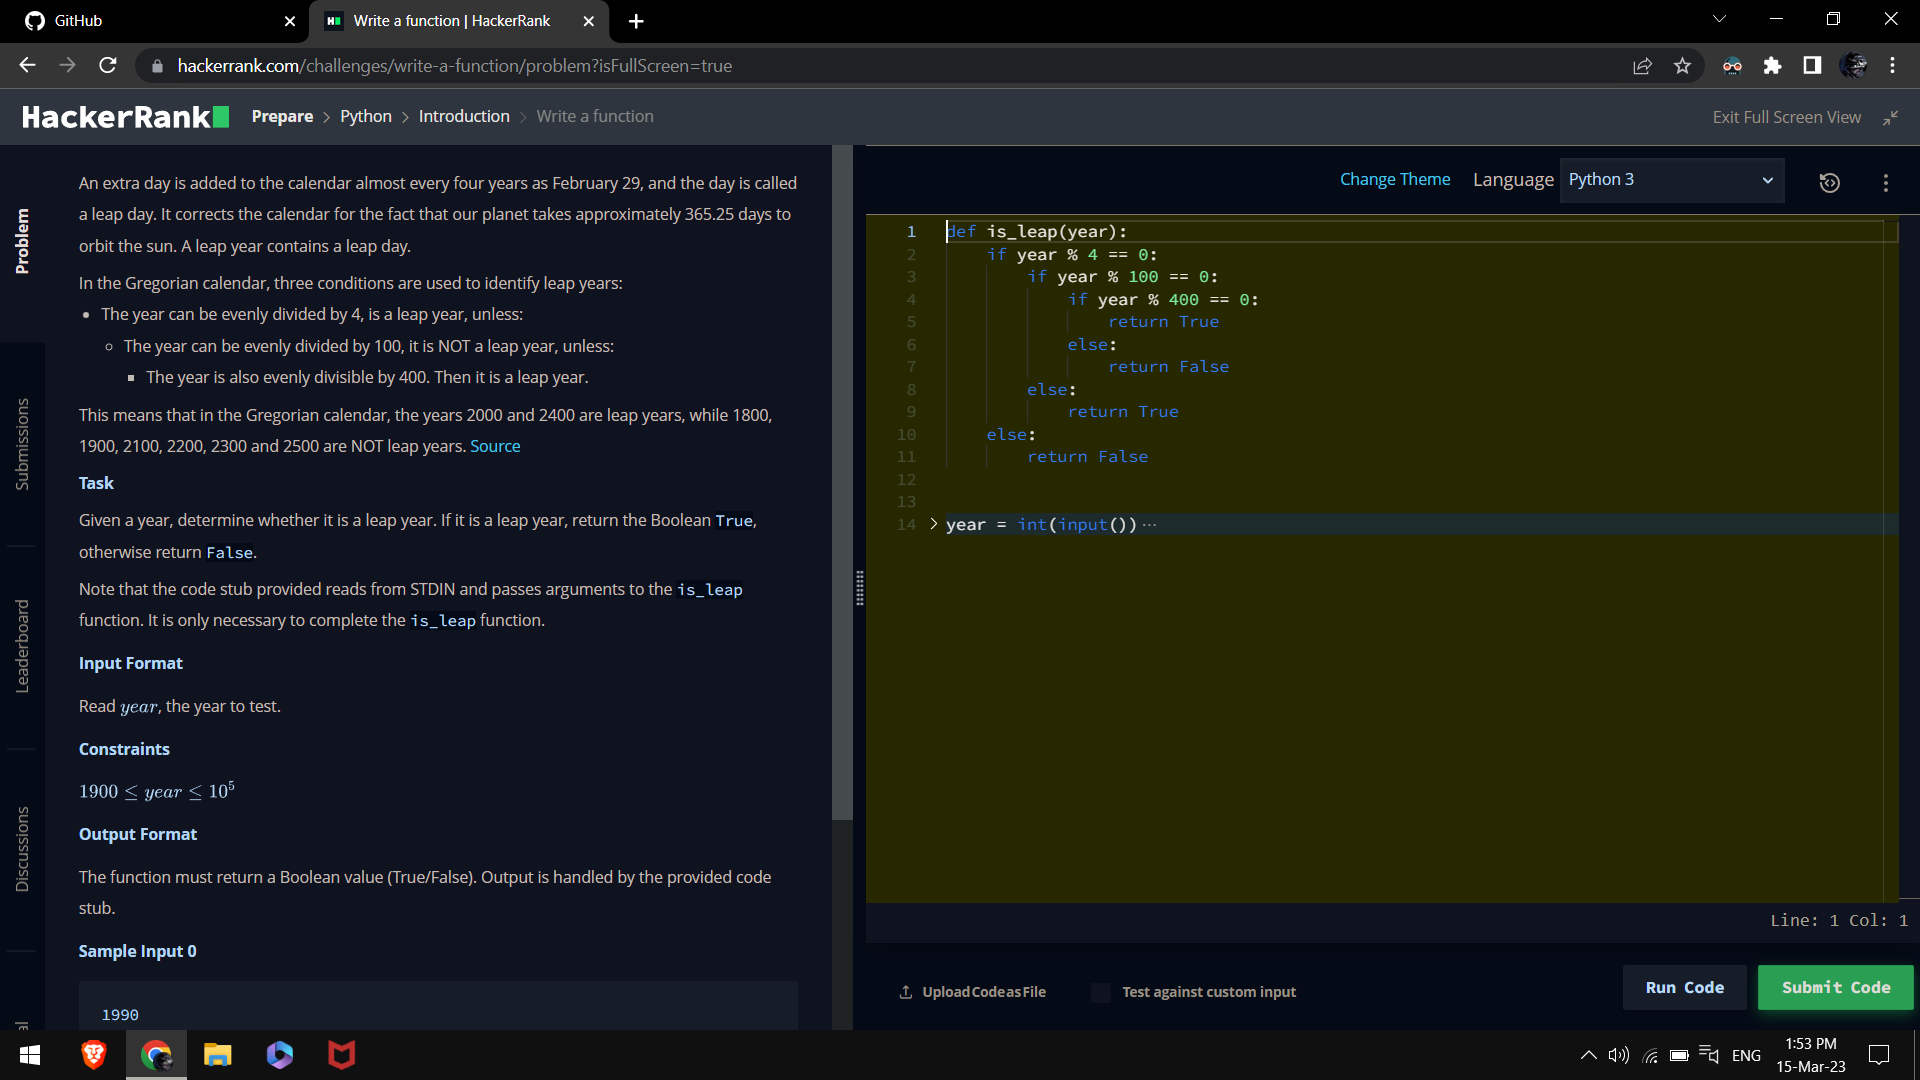 GitHub
Write a function | HackerRank
hackerrank.com/challenges/write-a-function/problem?isFullScreen=true
HackerRank
Prepare > Python > Introduction > Write a function
Exit Full Screen View
Problem
Submissions
Leaderboard
Discussions
An extra day is added to the calendar almost every four years as February 29, and the day is called
a leap day. It corrects the calendar for the fact that our planet takes approximately 365.25 days to
orbit the sun. A leap year contains a leap day.
In the Gregorian calendar, three conditions are used to identify leap years:
• The year can be evenly divided by 4, is a leap year, unless:
○ The year can be evenly divided by 100, it is NOT a leap year, unless:
▪ The year is also evenly divisible by 400. Then it is a leap year.
This means that in the Gregorian calendar, the years 2000 and 2400 are leap years, while 1800,
1900, 2100, 2200, 2300 and 2500 are NOT leap years. Source
Task
Given a year, determine whether it is a leap year. If it is a leap year, return the Boolean True,
otherwise return False.
Note that the code stub provided reads from STDIN and passes arguments to the is_leap
function. It is only necessary to complete the is_leap function.
Input Format
Read year, the year to test.
Constraints
1900 ≤ year ≤ 10⁵
Output Format
The function must return a Boolean value (True/False). Output is handled by the provided code
stub.
Sample Input 0
1990
Change Theme
Language
Python 3
1 def is_leap(year):
2     if year % 4 == 0:
3         if year % 100 == 0:
4             if year % 400 == 0:
5                 return True
6             else:
7                 return False
8         else:
9             return True
10     else:
11         return False
12
13
14 > year = int(input()) ···
Line: 1 Col: 1
Upload Code as File
Test against custom input
Run Code
Submit Code
ENG
1:53 PM
15-Mar-23